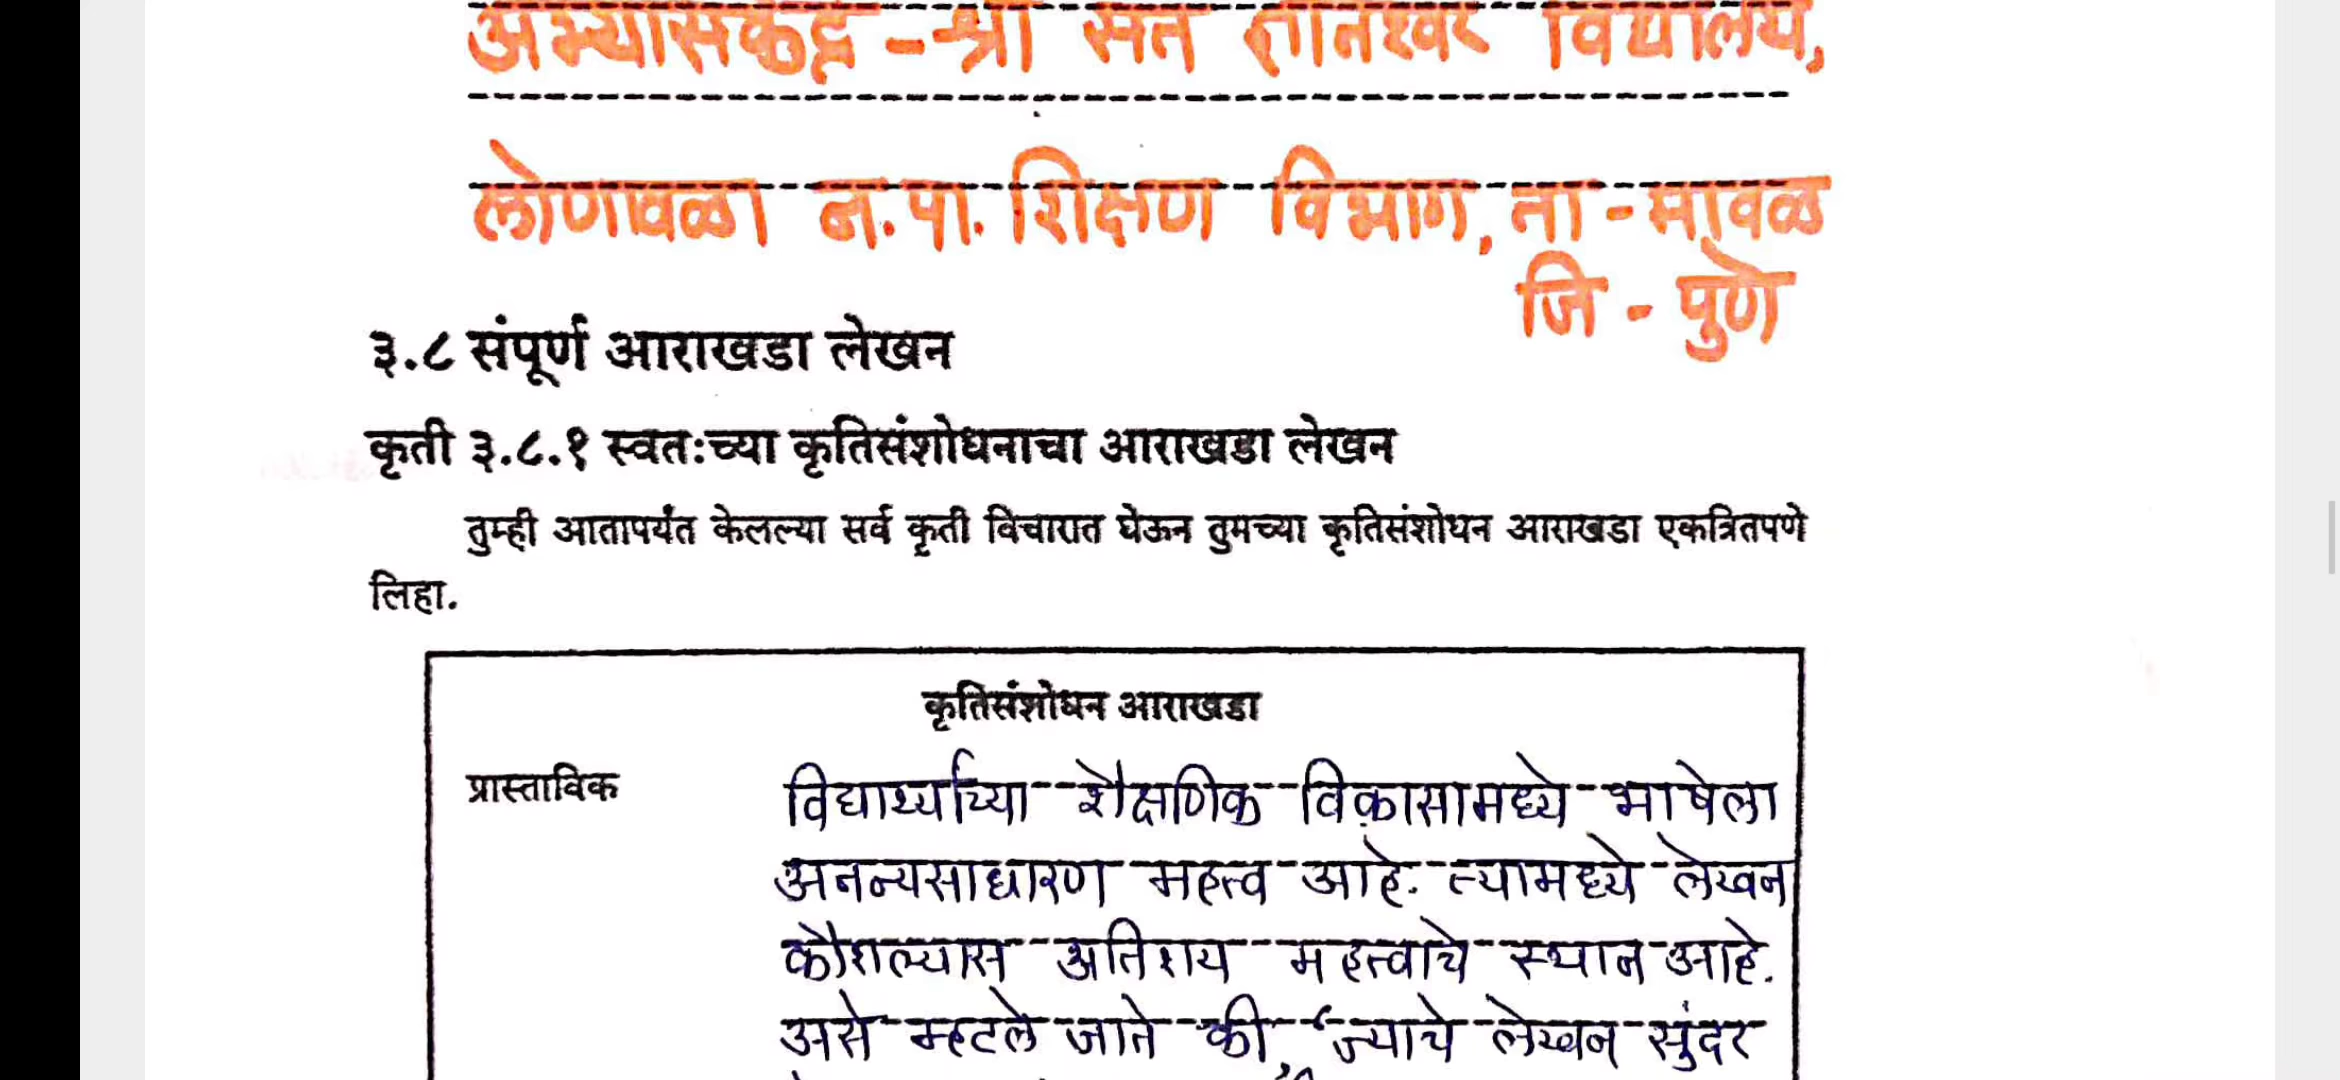 अभ्यासकेंद्र - श्री संत ज्ञानेश्वर विद्यालय,
लोणावळा न.पा. शिक्षण विभाग, ता - मावळ
जि - पुणे
३.८ संपूर्ण आराखडा लेखन
कृती ३.८.१ स्वतःच्या कृतिसंशोधनाचा आराखडा लेखन
तुम्ही आतापर्यंत केलल्या सर्व कृती विचारात घेऊन तुमच्या कृतिसंशोधन आराखडा एकत्रितपणे
लिहा.
कृतिसंशोधन आराखडा
प्रास्ताविक विद्यार्थ्याच्या शैक्षणिक विकासामध्ये भाषेला
अनन्यसाधारण महत्त्व आहे. त्यामध्ये लेखन
कौशल्यास अतिशय महत्त्वाचे स्थान आहे.
असे म्हटले जाते की, ‘ज्याचे लेखन सुंदर